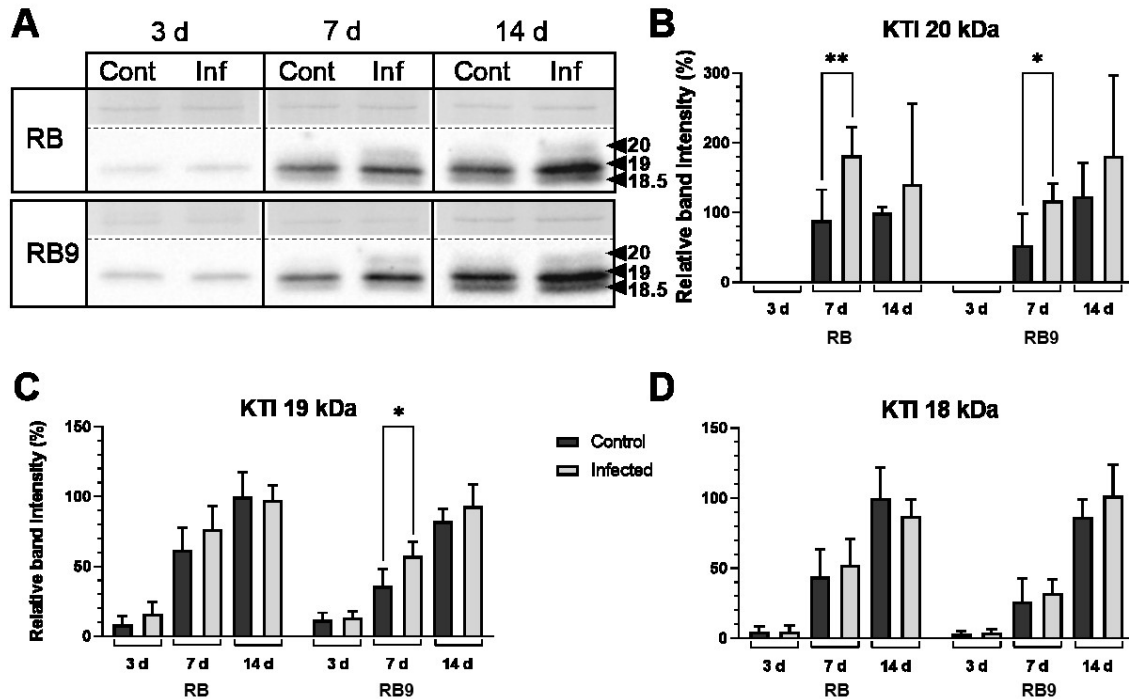 A
3 d 7 d 14 d
Cont Inf Cont Inf Cont Inf
RB
20
19
18.5
RB9
20
19
18.5
B
KTI 20 kDa
Relative band Intensity (%)
300
200
100
0
** *
3 d 7 d 14 d 3 d 7 d 14 d
RB RB9
C
KTI 19 kDa
Relative band Intensity (%)
150
100
50
0
*
3 d 7 d 14 d 3 d 7 d 14 d
RB RB9
Control
Infected
D
KTI 18 kDa
150
100
50
0
3 d 7 d 14 d 3 d 7 d 14 d
RB RB9